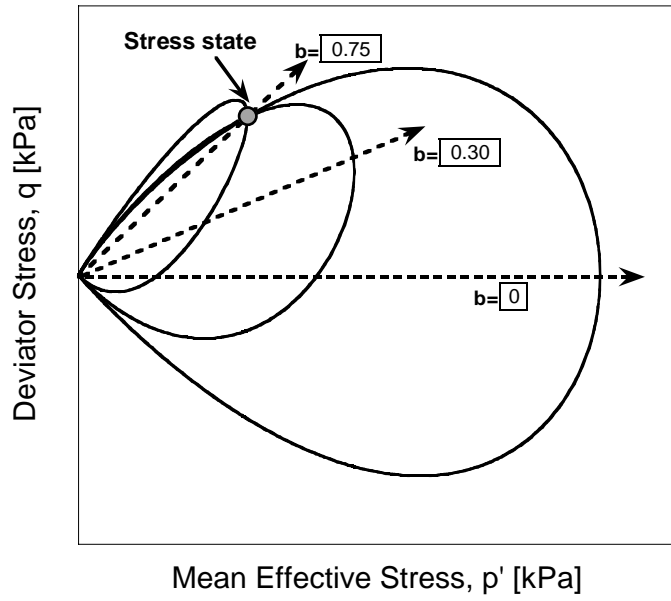 Stress state
b= 0.75
b= 0.30
b= 0
Deviator Stress, q [kPa]
Mean Effective Stress, p' [kPa]